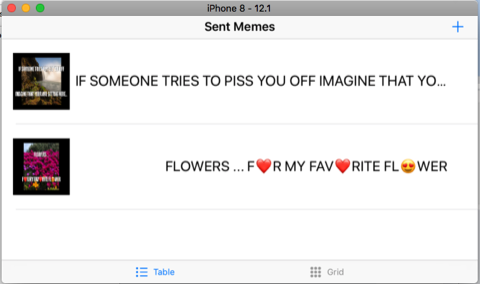 iPhone 8 - 12.1
Sent Memes
IF SOMEONE TRIES TO PISS YOU OFF IMAGINE THAT YO...
FLOWERS ... F❤️R MY FAV❤️RITE FL😍WER
Table
Grid